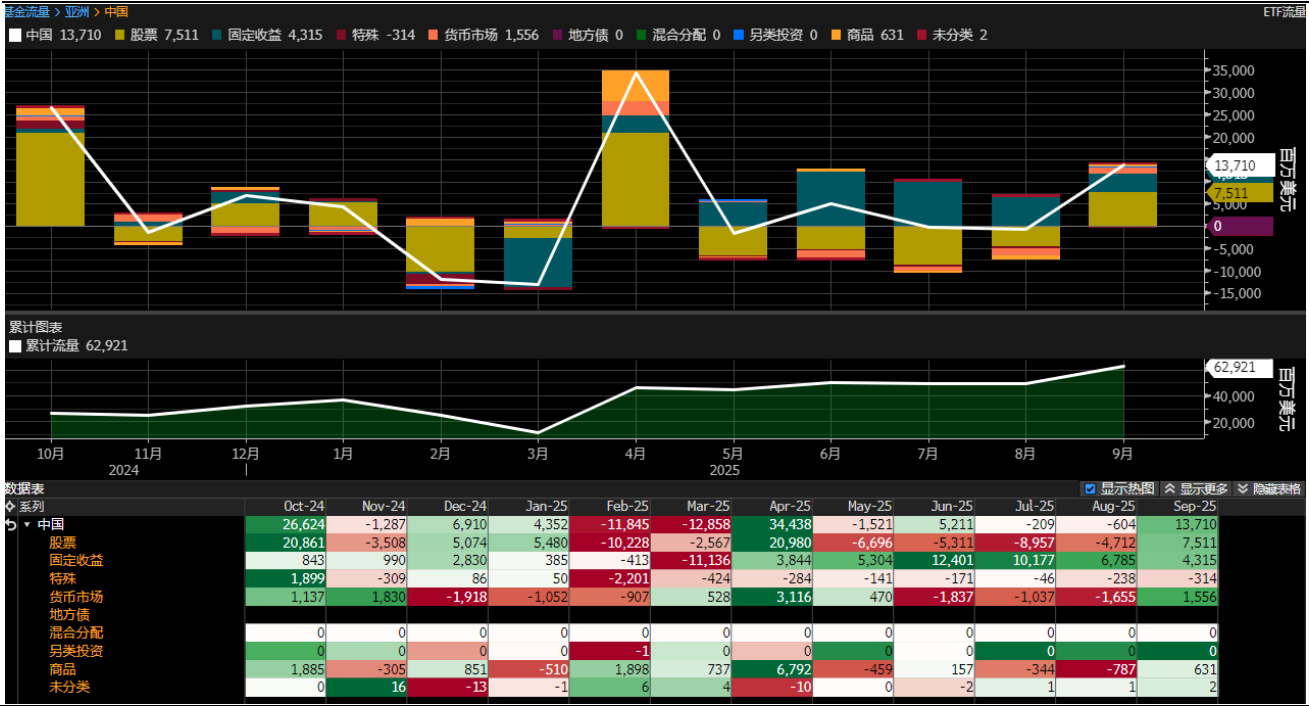 基金流量 > 亚洲 > 中国 ETF流量
中国 13,710 股票 7,511 固定收益 4,315 特殊 -314 货币市场 1,556 地方债 0 混合分配 0 另类投资 0 商品 631 未分类 2
35,000
30,000
25,000
20,000
13,710
7,511
5,000
0
-5,000
-10,000
-15,000
百万美元
累计图表
累计流量 62,921
62,921
40,000
20,000
百万美元
10月 11月 12月 1月 2月 3月 4月 5月 6月 7月 8月 9月
2024 2025
数据表 显示热图 显示更多 隐藏表格
系列 Oct-24 Nov-24 Dec-24 Jan-25 Feb-25 Mar-25 Apr-25 May-25 Jun-25 Jul-25 Aug-25 Sep-25
中国 26,624 -1,287 6,910 4,352 -11,845 -12,858 34,438 -1,521 5,211 -209 -604 13,710
股票 20,861 -3,508 5,074 5,480 -10,228 -2,567 20,980 -6,696 -5,311 -8,957 -4,712 7,511
固定收益 843 990 2,830 385 -413 -11,136 3,844 5,304 12,401 10,177 6,785 4,315
特殊 1,899 -309 86 50 -2,201 -424 -284 -141 -171 -46 -238 -314
货币市场 1,137 1,830 -1,918 -1,052 -907 528 3,116 470 -1,837 -1,037 -1,655 1,556
地方债
混合分配 0 0 0 0 0 0 0 0 0 0 0 0
另类投资 0 0 0 0 -1 0 0 0 0 0 0 0
商品 1,885 -305 851 -510 1,898 737 6,792 -459 157 -344 -787 631
未分类 0 16 -13 -1 6 4 -10 0 -2 1 1 2